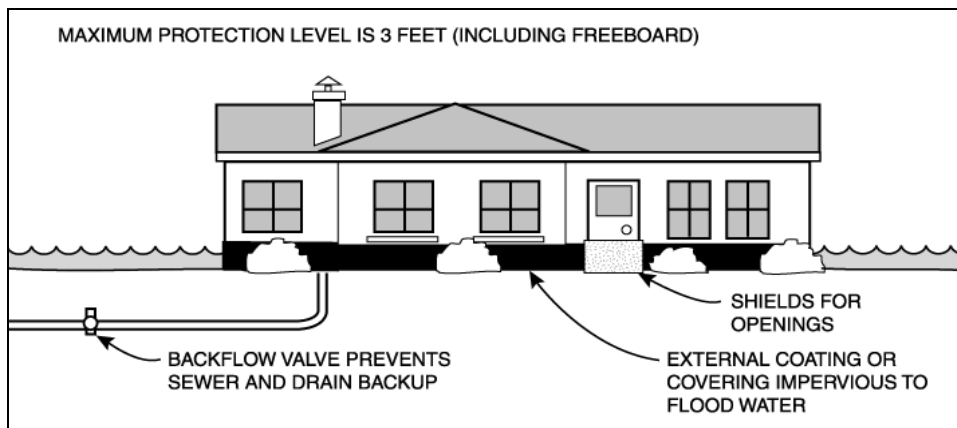 MAXIMUM PROTECTION LEVEL IS 3 FEET (INCLUDING FREEBOARD)
SHIELDS FOR
OPENINGS
BACKFLOW VALVE PREVENTS
SEWER AND DRAIN BACKUP
EXTERNAL COATING OR
COVERING IMPERVIOUS TO
FLOOD WATER